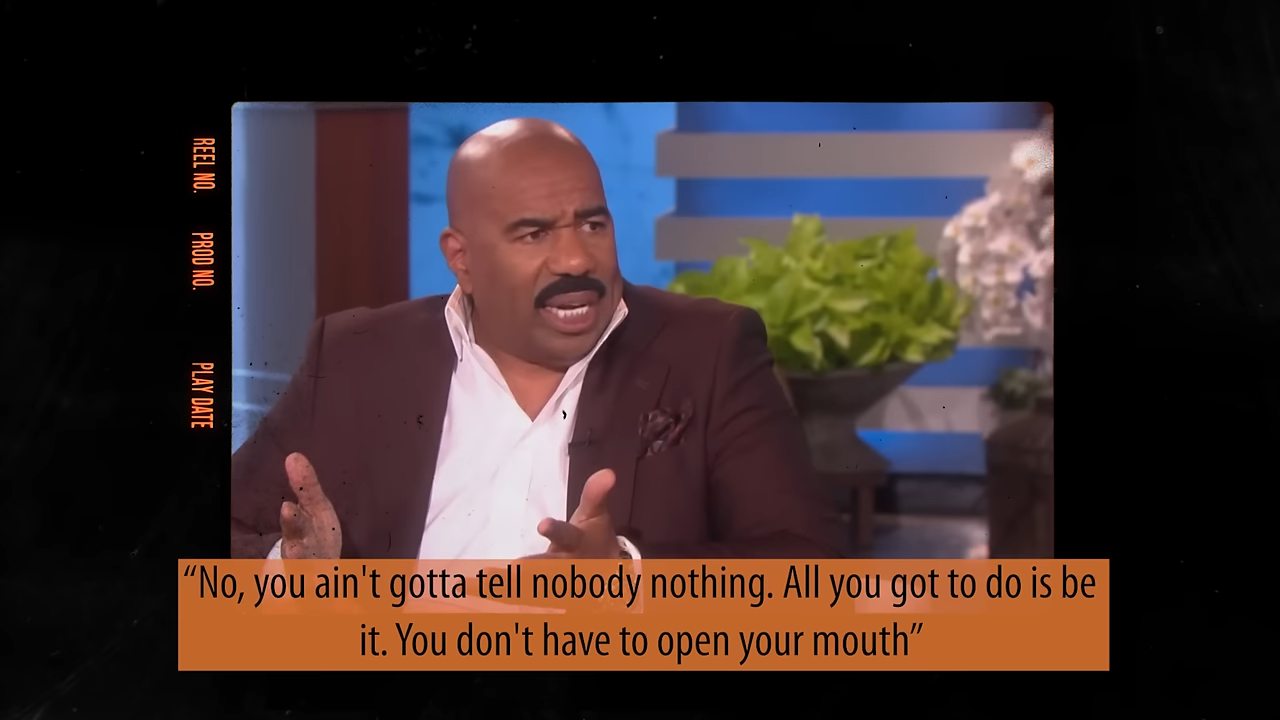 REEL NO.
PROD NO.
PLAY DATE
“No, you ain't gotta tell nobody nothing. All you got to do is be
it. You don't have to open your mouth”